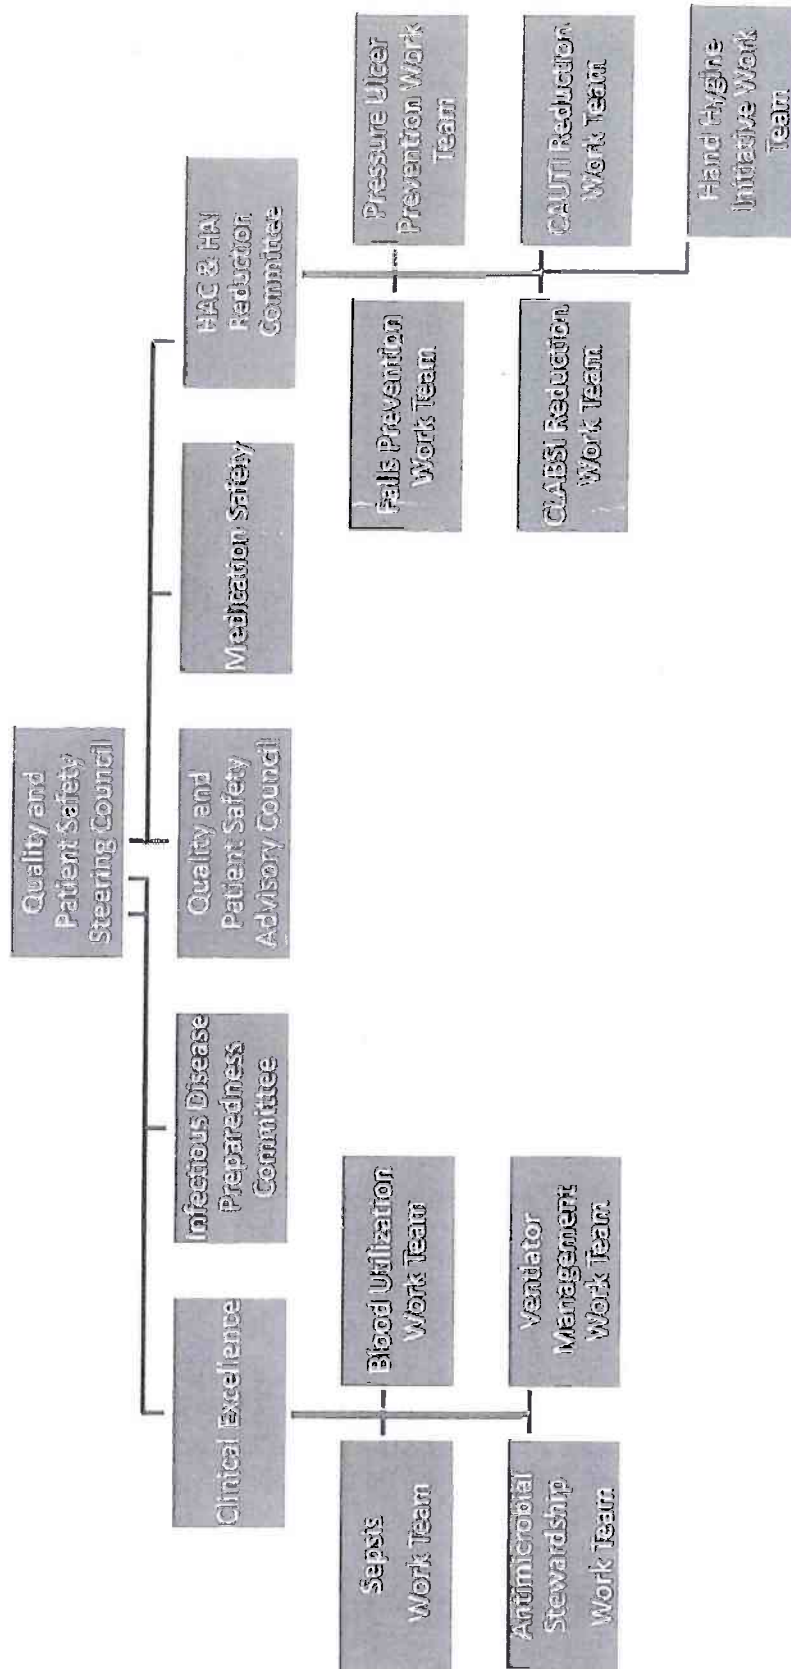 Quality and
Patient Safety
Steering Council
Clinical Excellence
Infectious Disease
Preparedness
Committee
Quality and
Patient Safety
Advisory Council
Medication Safety
HAC & HAI
Reduction
Committee
Sepsis
Work Team
Blood Utilization
Work Team
Antimicrobial
Stewardship
Work Team
Ventilator
Management
Work Team
Falls Prevention
Work Team
Pressure Ulcer
Prevention Work
Team
CLABSI Reduction
Work Team
CAUTI Reduction
Work Team
Hand Hygine
Initiative Work
Team